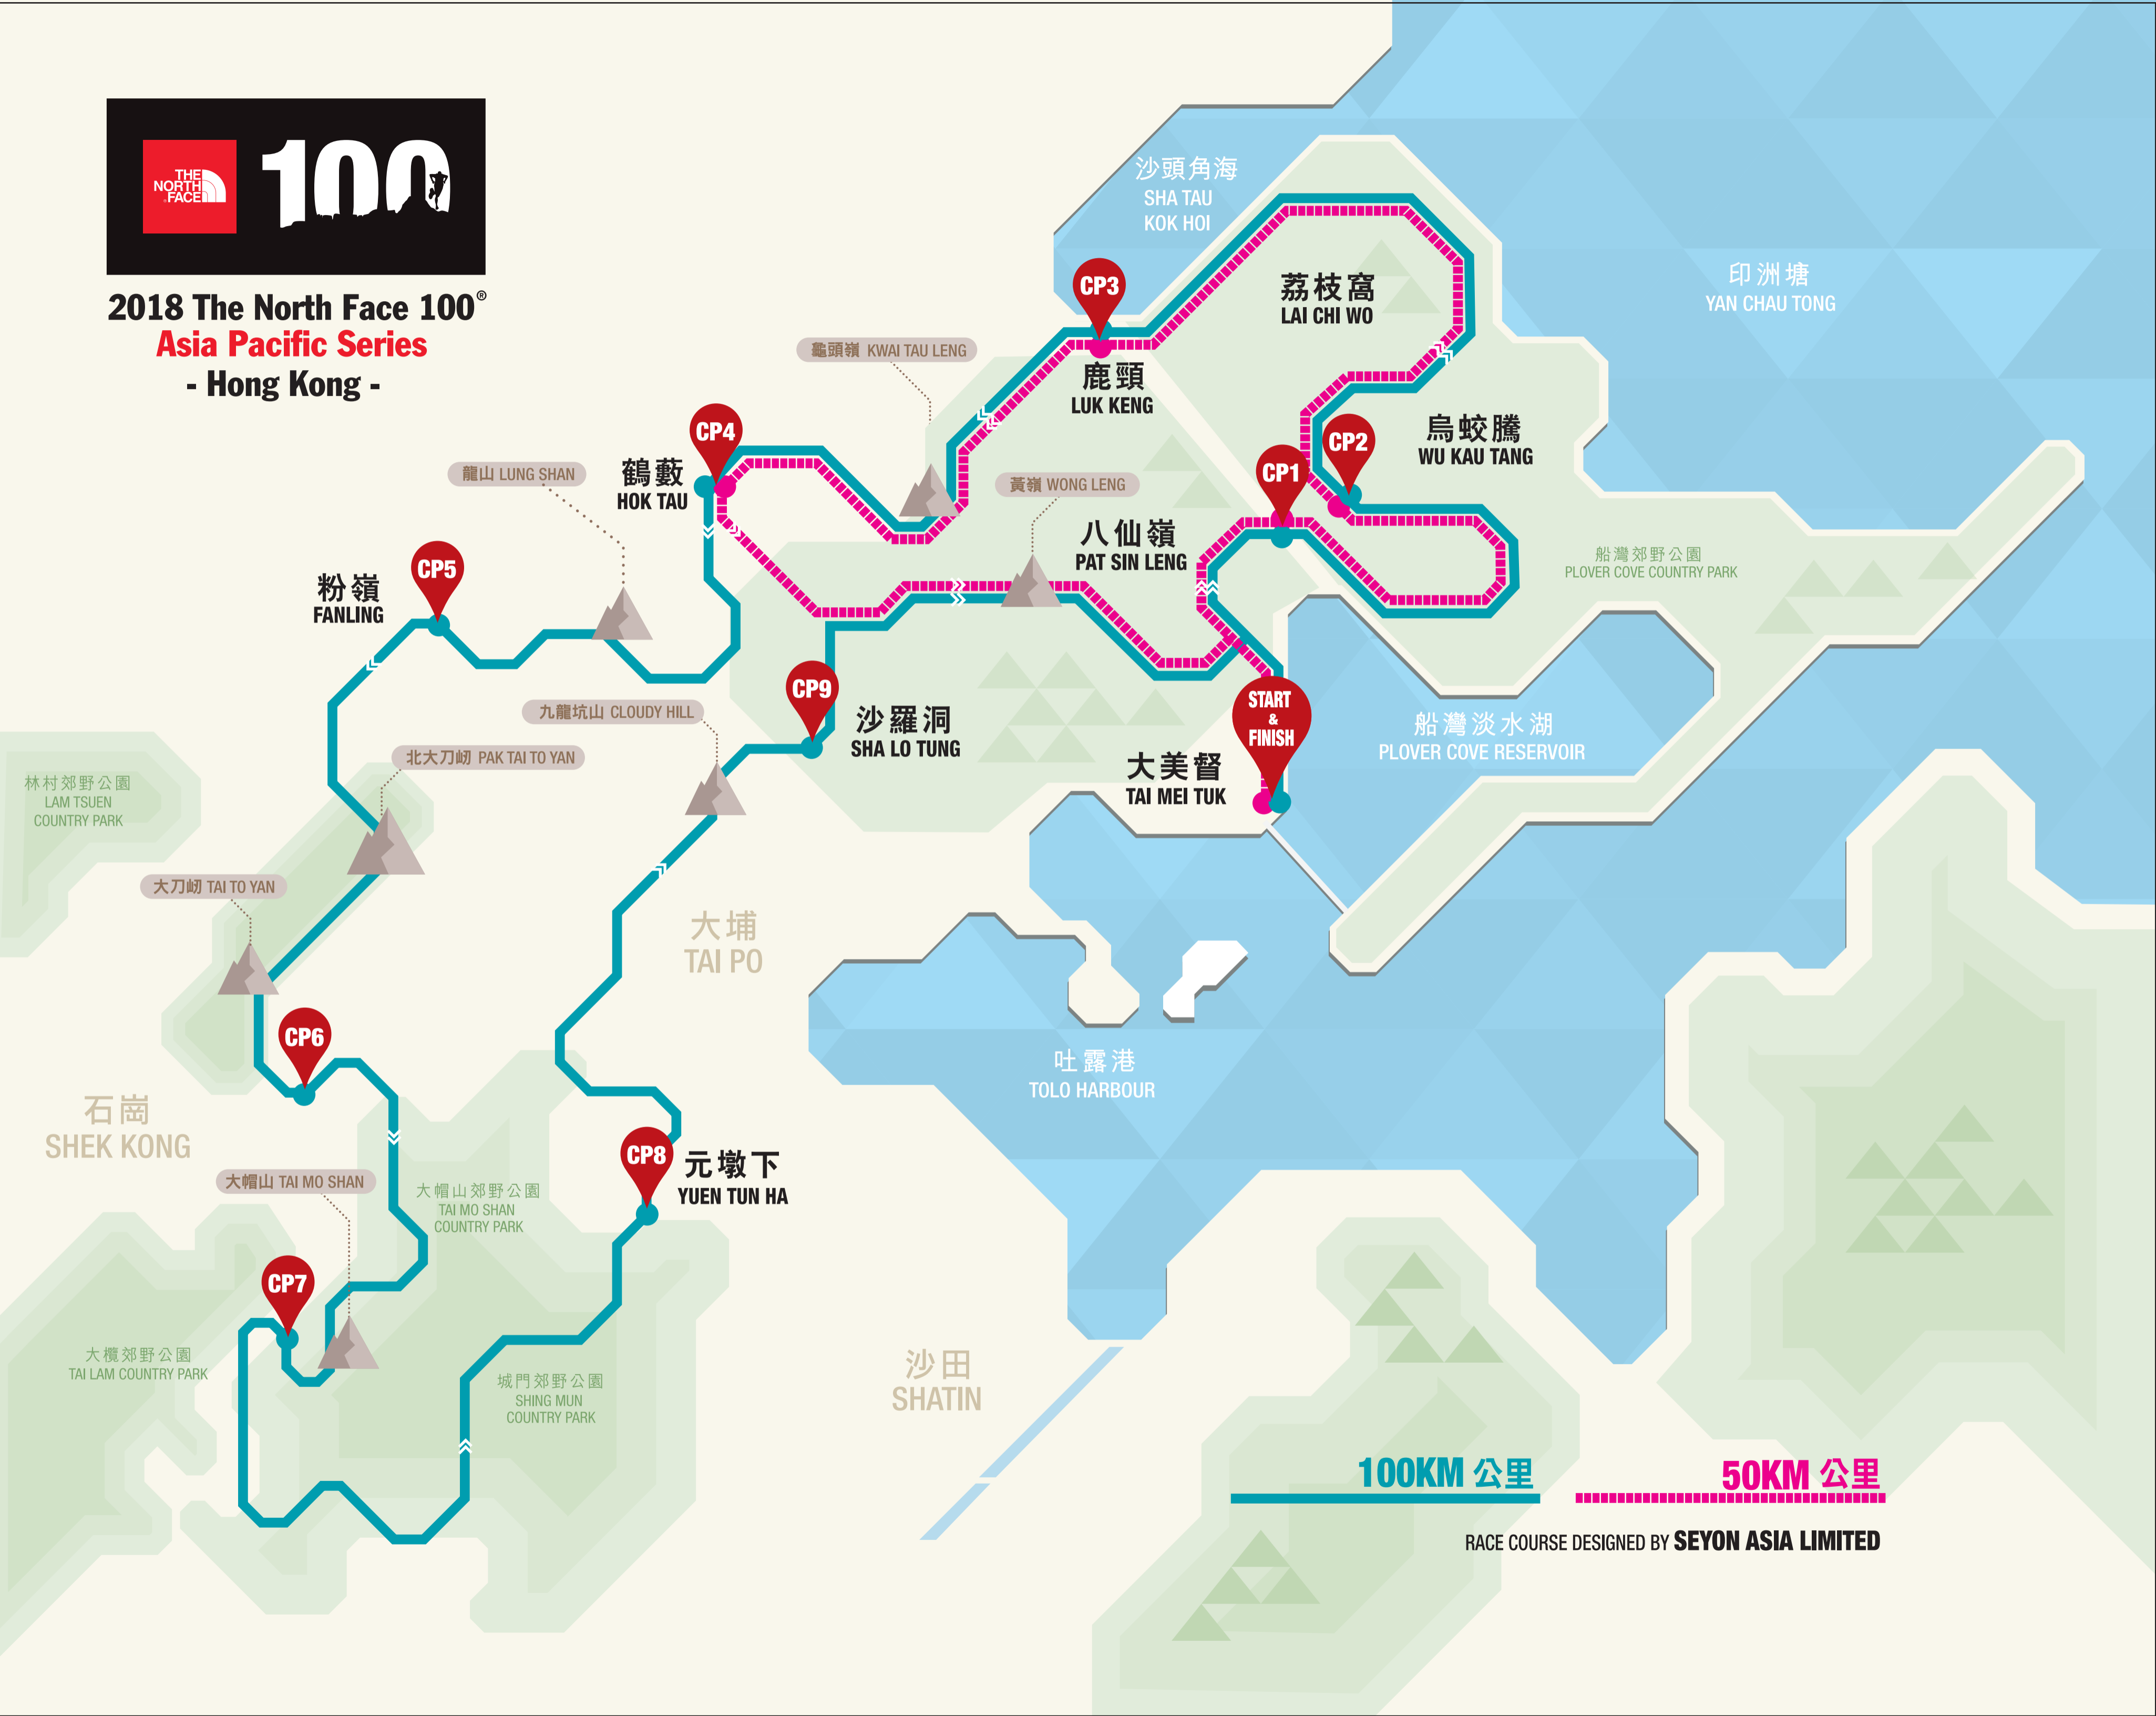 THE
NORTH
FACE
100
2018 The North Face 100®
Asia Pacific Series
- Hong Kong -
沙頭角海
SHA TAU
KOK HOI
印洲塘
YAN CHAU TONG
CP3
荔枝窩
LAI CHI WO
龜頭嶺 KWAI TAU LENG
鹿頸
LUK KENG
CP4
CP2
烏蛟騰
WU KAU TANG
CP1
鶴藪
HOK TAU
龍山 LUNG SHAN
黃嶺 WONG LENG
八仙嶺
PAT SIN LENG
船灣郊野公園
PLOVER COVE COUNTRY PARK
CP5
粉嶺
FANLING
CP9
沙羅洞
SHA LO TUNG
START
&
FINISH
九龍坑山 CLOUDY HILL
船灣淡水湖
PLOVER COVE RESERVOIR
大美督
TAI MEI TUK
北大刀屻 PAK TAI TO YAN
林村郊野公園
LAM TSUEN
COUNTRY PARK
大刀屻 TAI TO YAN
大埔
TAI PO
CP6
吐露港
TOLO HARBOUR
石崗
SHEK KONG
CP8
元墩下
YUEN TUN HA
大帽山 TAI MO SHAN
大帽山郊野公園
TAI MO SHAN
COUNTRY PARK
CP7
大欖郊野公園
TAI LAM COUNTRY PARK
城門郊野公園
SHING MUN
COUNTRY PARK
沙田
SHATIN
100KM 公里
50KM 公里
RACE COURSE DESIGNED BY SEYON ASIA LIMITED